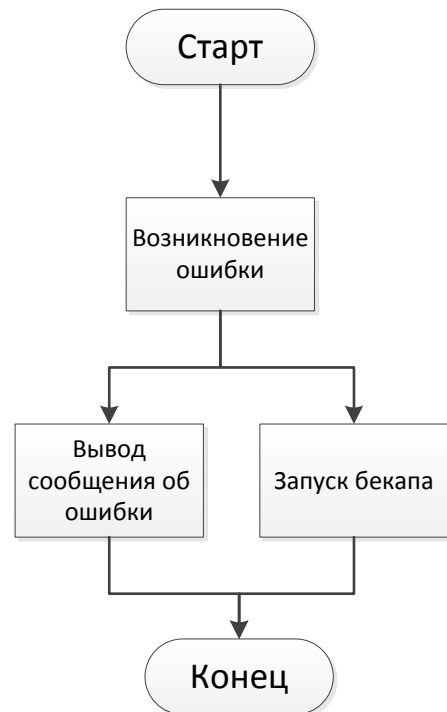 Старт
Возникновение
ошибки
Вывод
сообщения об
ошибки
Запуск бекапа
Конец